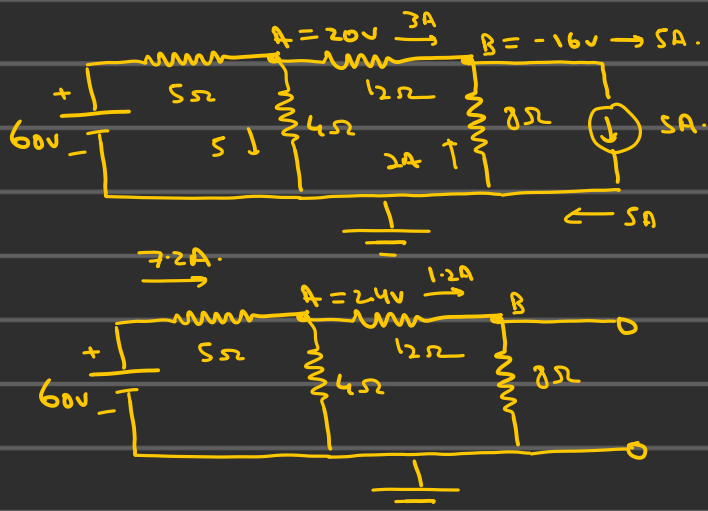 A = 20V 3A B = -16V → 5A.
+ 5Ω 12Ω 8Ω
60V 5 ↓ 4Ω 2A ↑ ↓ 5A.
-
← 5A
7.2A. →
A = 24V 1.2A → B
+ 5Ω 12Ω 8Ω
60V 4Ω
-